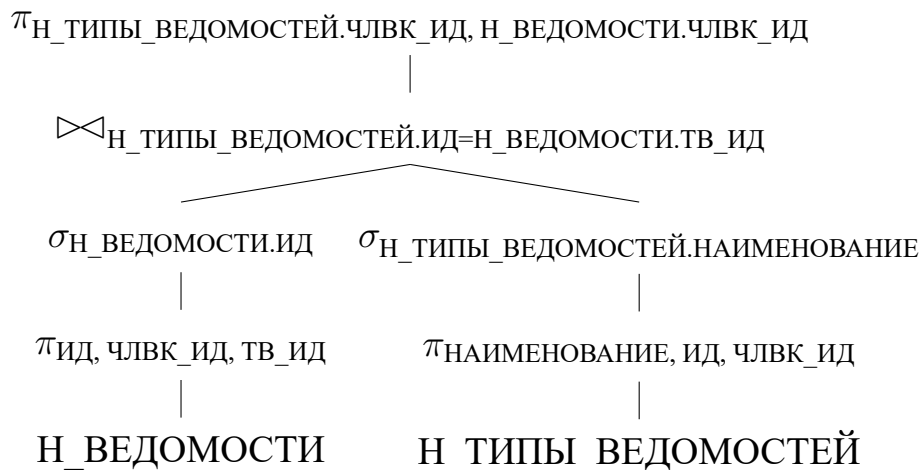 πН_ТИПЫ_ВЕДОМОСТЕЙ.ЧЛВК_ИД, Н_ВЕДОМОСТИ.ЧЛВК_ИД
⋈Н_ТИПЫ_ВЕДОМОСТЕЙ.ИД=Н_ВЕДОМОСТИ.ТВ_ИД
σН_ВЕДОМОСТИ.ИД
σН_ТИПЫ_ВЕДОМОСТЕЙ.НАИМЕНОВАНИЕ
πИД, ЧЛВК_ИД, ТВ_ИД
πНАИМЕНОВАНИЕ, ИД, ЧЛВК_ИД
Н_ВЕДОМОСТИ
Н_ТИПЫ_ВЕДОМОСТЕЙ